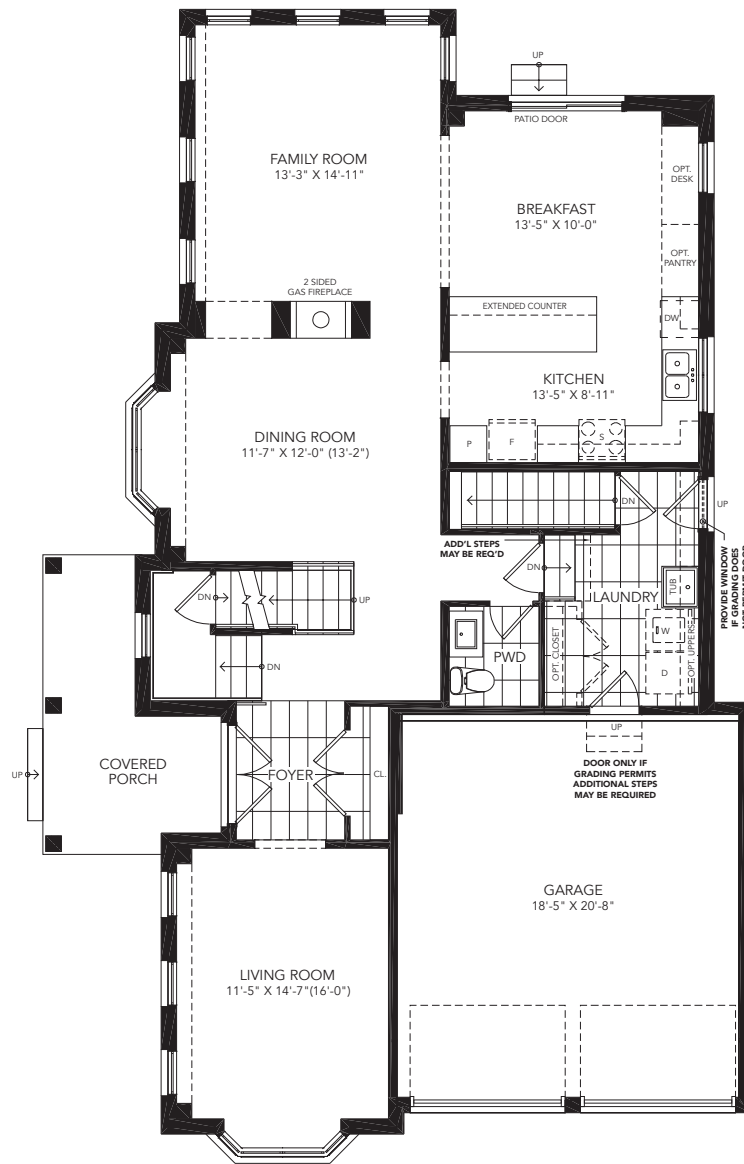 UP
PATIO DOOR
FAMILY ROOM
13'-3" X 14'-11"
OPT.
DESK
BREAKFAST
13'-5" X 10'-0"
OPT.
PANTRY
2 SIDED
GAS FIREPLACE
EXTENDED COUNTER
DW
KITCHEN
13'-5" X 8'-11"
DINING ROOM
11'-7" X 12'-0" (13'-2")
P
F
S
DN
UP
ADD'L STEPS
MAY BE REQ'D
PROVIDE WINDOW
IF GRADING DOES
DN
DN
UP
LAUNDRY
TUB
W
D
OPT. UPPERS
OPT. CLOSET
PWD
DN
UP
COVERED
PORCH
FOYER
CL.
UP
DOOR ONLY IF
GRADING PERMITS
ADDITIONAL STEPS
MAY BE REQUIRED
GARAGE
18'-5" X 20'-8"
LIVING ROOM
11'-5" X 14'-7"(16'-0")